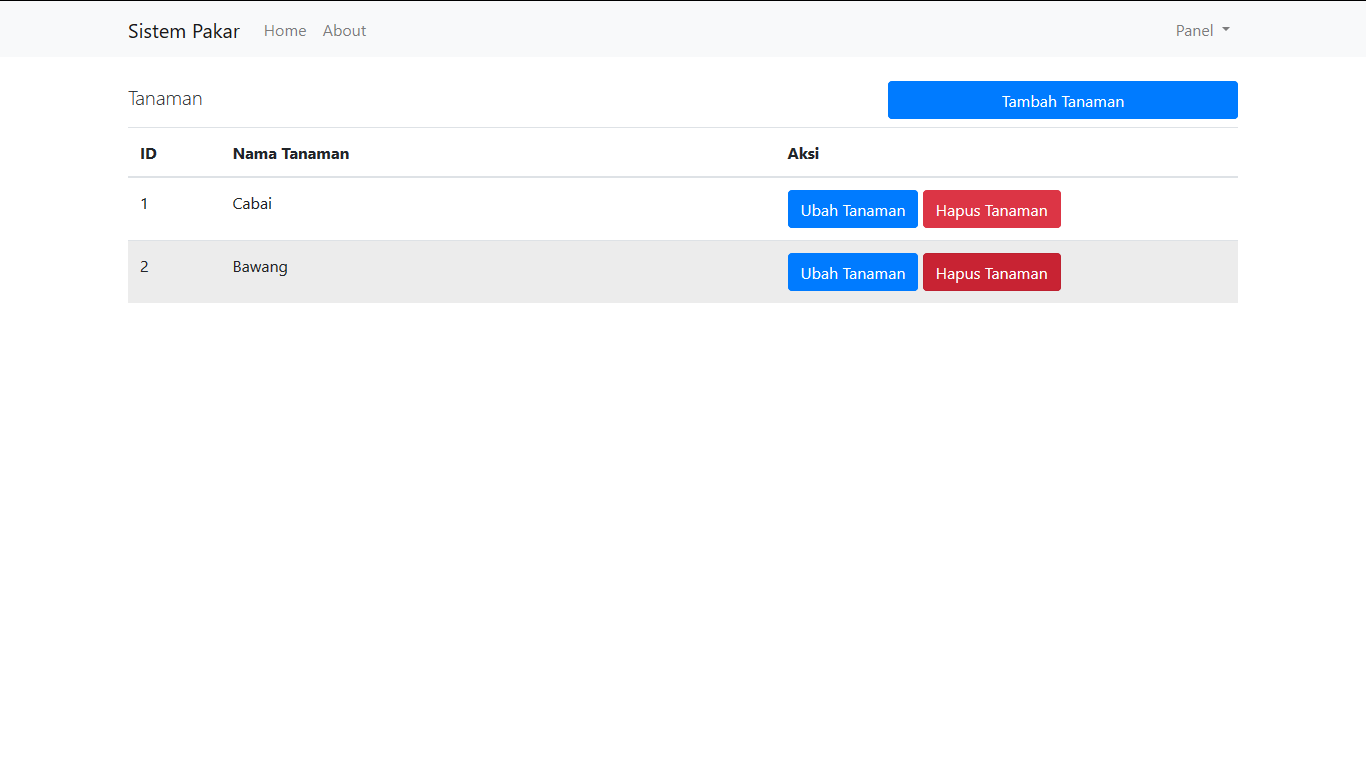 Sistem Pakar Home About Panel
Tanaman Tambah Tanaman
ID Nama Tanaman Aksi
1 Cabai Ubah Tanaman Hapus Tanaman
2 Bawang Ubah Tanaman Hapus Tanaman